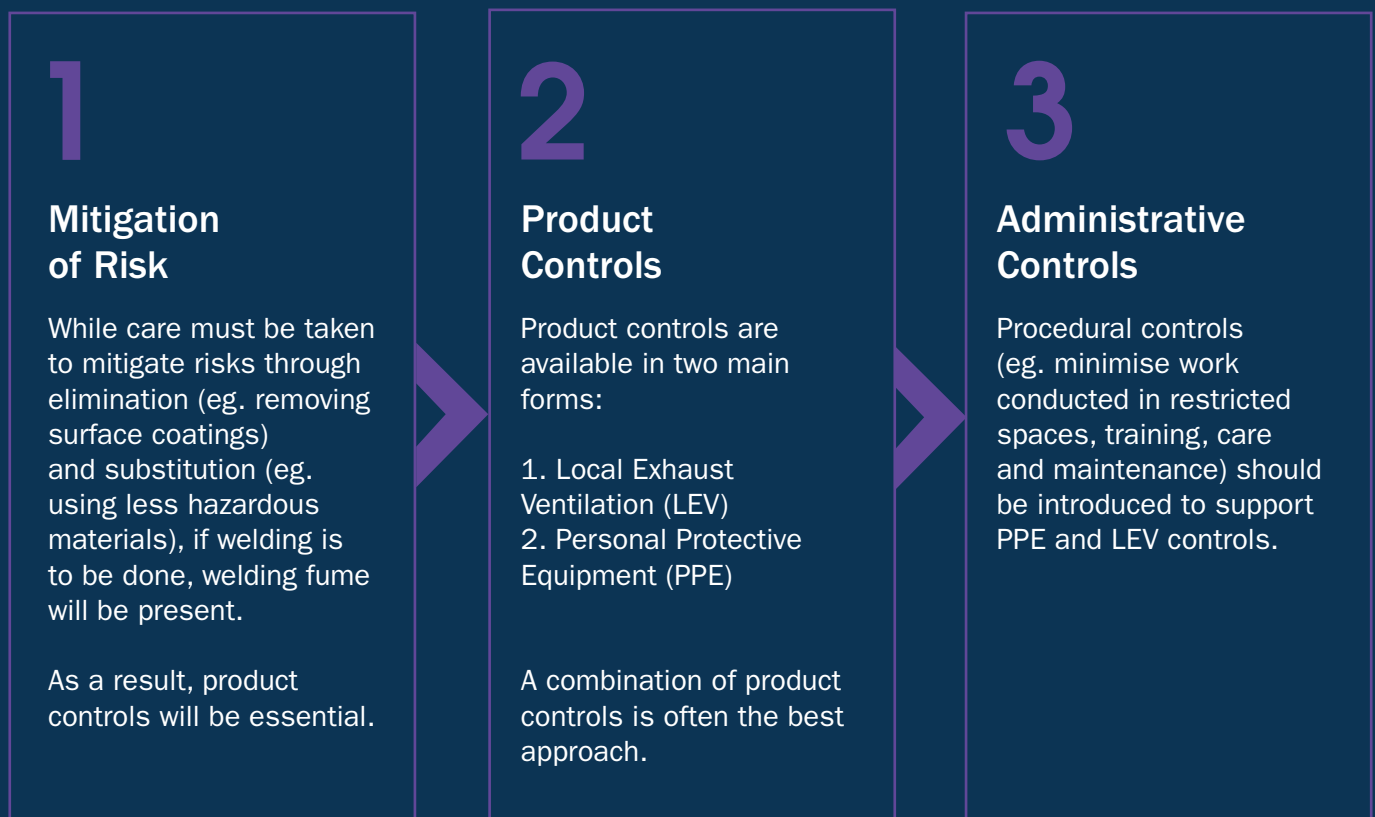 1
Mitigation
of Risk
While care must be taken
to mitigate risks through
elimination (eg. removing
surface coatings)
and substitution (eg.
using less hazardous
materials), if welding is
to be done, welding fume
will be present.
As a result, product
controls will be essential.
2
Product
Controls
Product controls are
available in two main
forms:
1. Local Exhaust
Ventilation (LEV)
2. Personal Protective
Equipment (PPE)
A combination of product
controls is often the best
approach.
3
Administrative
Controls
Procedural controls
(eg. minimise work
conducted in restricted
spaces, training, care
and maintenance) should
be introduced to support
PPE and LEV controls.